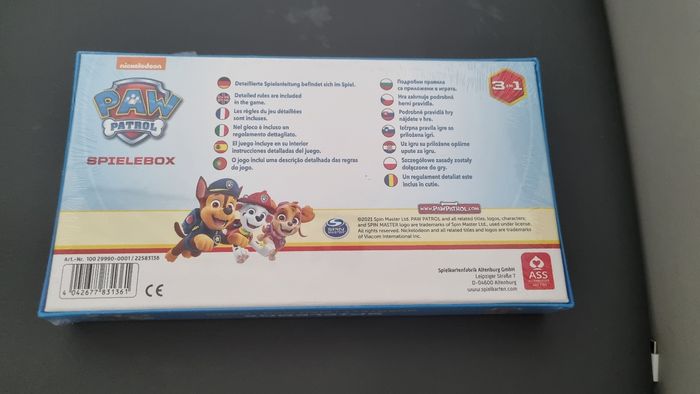 nickelodeon
PAW
PATROL
SPIELEBOX
Detaillierte Spielanleitung befindet sich im Spiel.
Detailed rules are included
in the game.
Les règles du jeu détaillées
sont incluses.
Nel gioco è incluso un
regolamento dettagliato.
El juego incluye en su interior
instrucciones detalladas del juego.
O jogo inclui uma descrição detalhada das regras
do jogo.
Подробни правила
са приложени в играта.
Hra zahrnuje podrobná
herní pravidla.
Podrobné pravidlá hry
nájdete v hre.
Izčrpna pravila igre so
priložena igri.
Uz igru su priložene opširne
upute za igru.
Szczegółowe zasady zostały
dołączone do gry.
Un regulament detaliat este
inclus în cutie.
3 IN 1
www.PawPatrol.com
©2021 Spin Master Ltd. PAW PATROL and all related titles, logos, characters;
and SPIN MASTER logo are trademarks of Spin Master Ltd., used under license.
All rights reserved. Nickelodeon and all related titles and logos are trademarks
of Viacom International Inc.
SPIN
MASTER
Art.-Nr. 100 29990-0001 / 22583136
4 042677 831361
CE
Spielkartenfabrik Altenburg GmbH
Leipziger Straße 7
D-04600 Altenburg
www.spielkarten.com
ASS
ALTENBURGER
SPIELEBOX